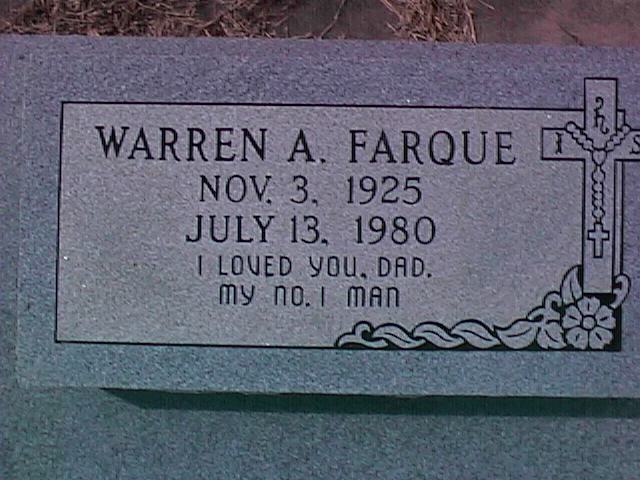 WARREN A. FARQUE
NOV. 3, 1925
JULY 13, 1980
I LOVED YOU, DAD.
MY NO. 1 MAN